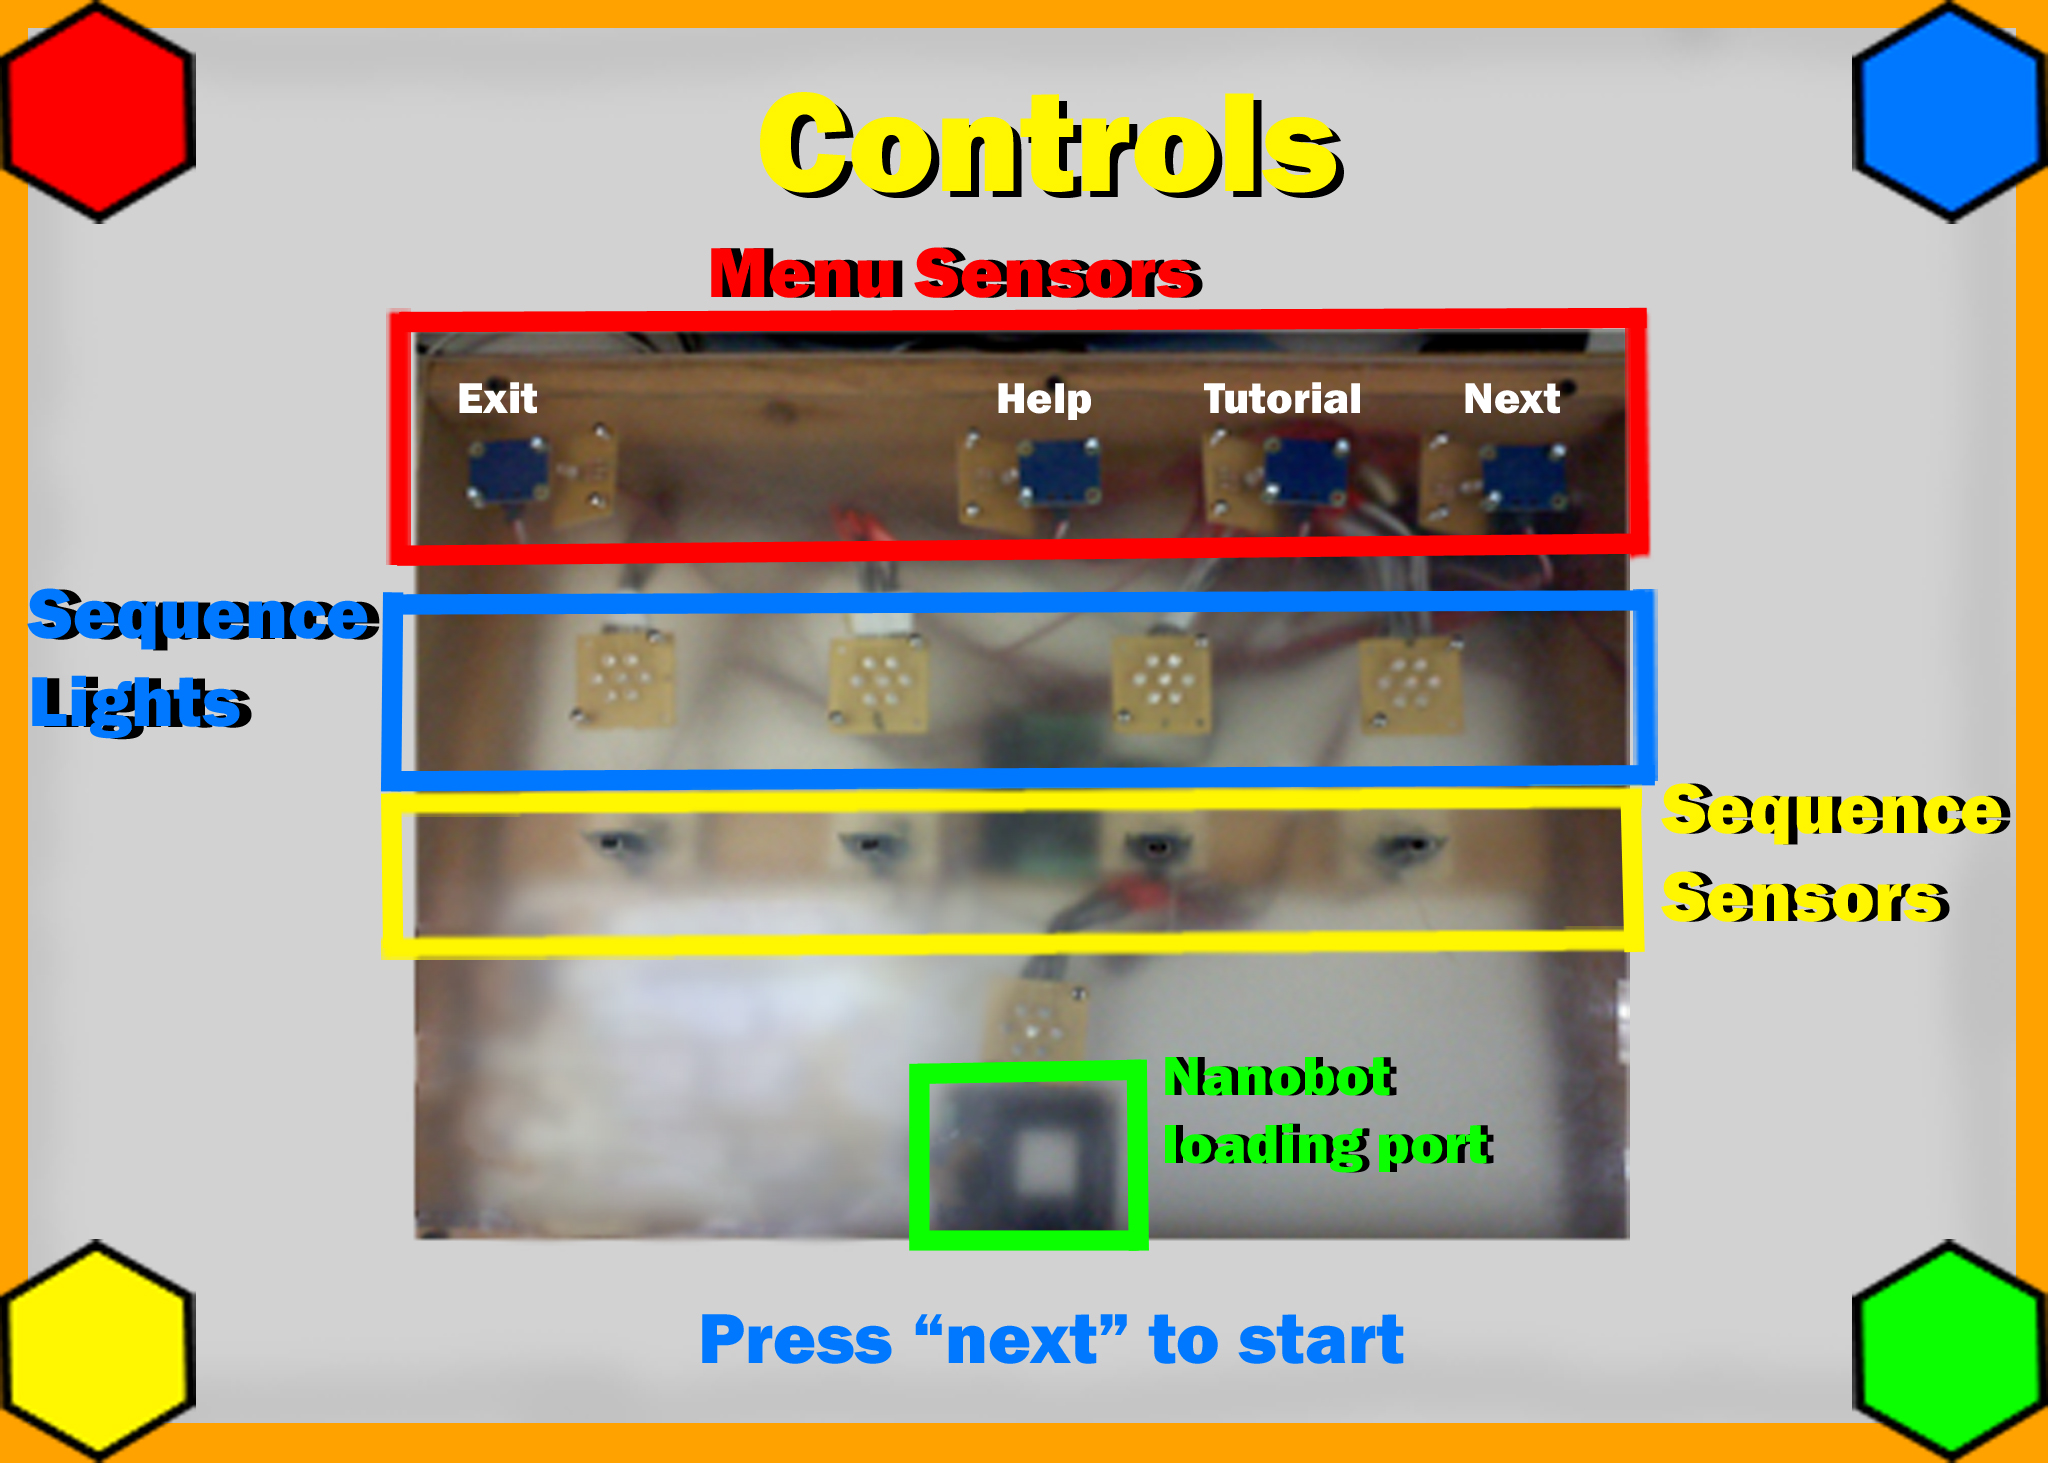 Controls
Menu Sensors
Exit Help Tutorial Next
Sequence
Lights
Sequence
Sensors
Nanobot
loading port
Press “next” to start